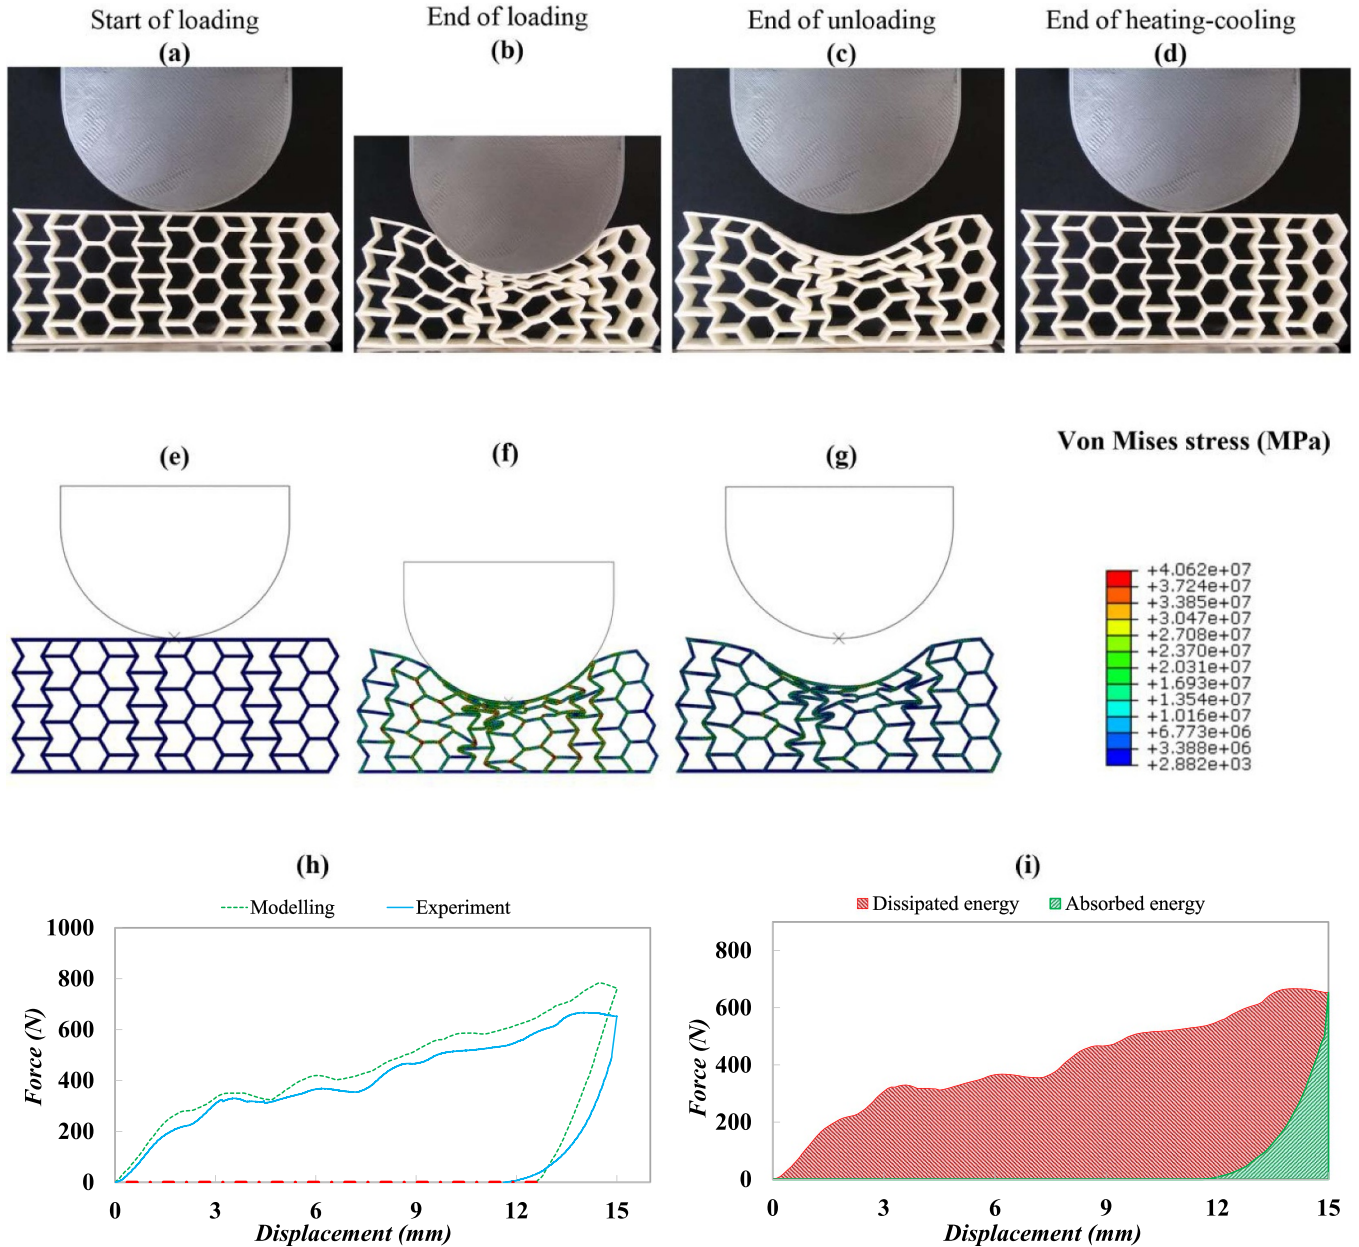 Start of loading
End of loading
End of unloading
End of heating-cooling
(a)
(b)
(c)
(d)
(e)
(f)
(g)
Von Mises stress (MPa)
+4.062e+07
+3.724e+07
+3.385e+07
+3.047e+07
+2.708e+07
+2.370e+07
+2.031e+07
+1.693e+07
+1.354e+07
+1.016e+07
+6.773e+06
+3.388e+06
+2.882e+03
(h)
Modelling
Experiment
1000
800
600
400
200
0
Force (N)
0 3 6 9 12 15
Displacement (mm)
(i)
Dissipated energy
Absorbed energy
800
600
400
200
0
Force (N)
0 3 6 9 12 15
Displacement (mm)